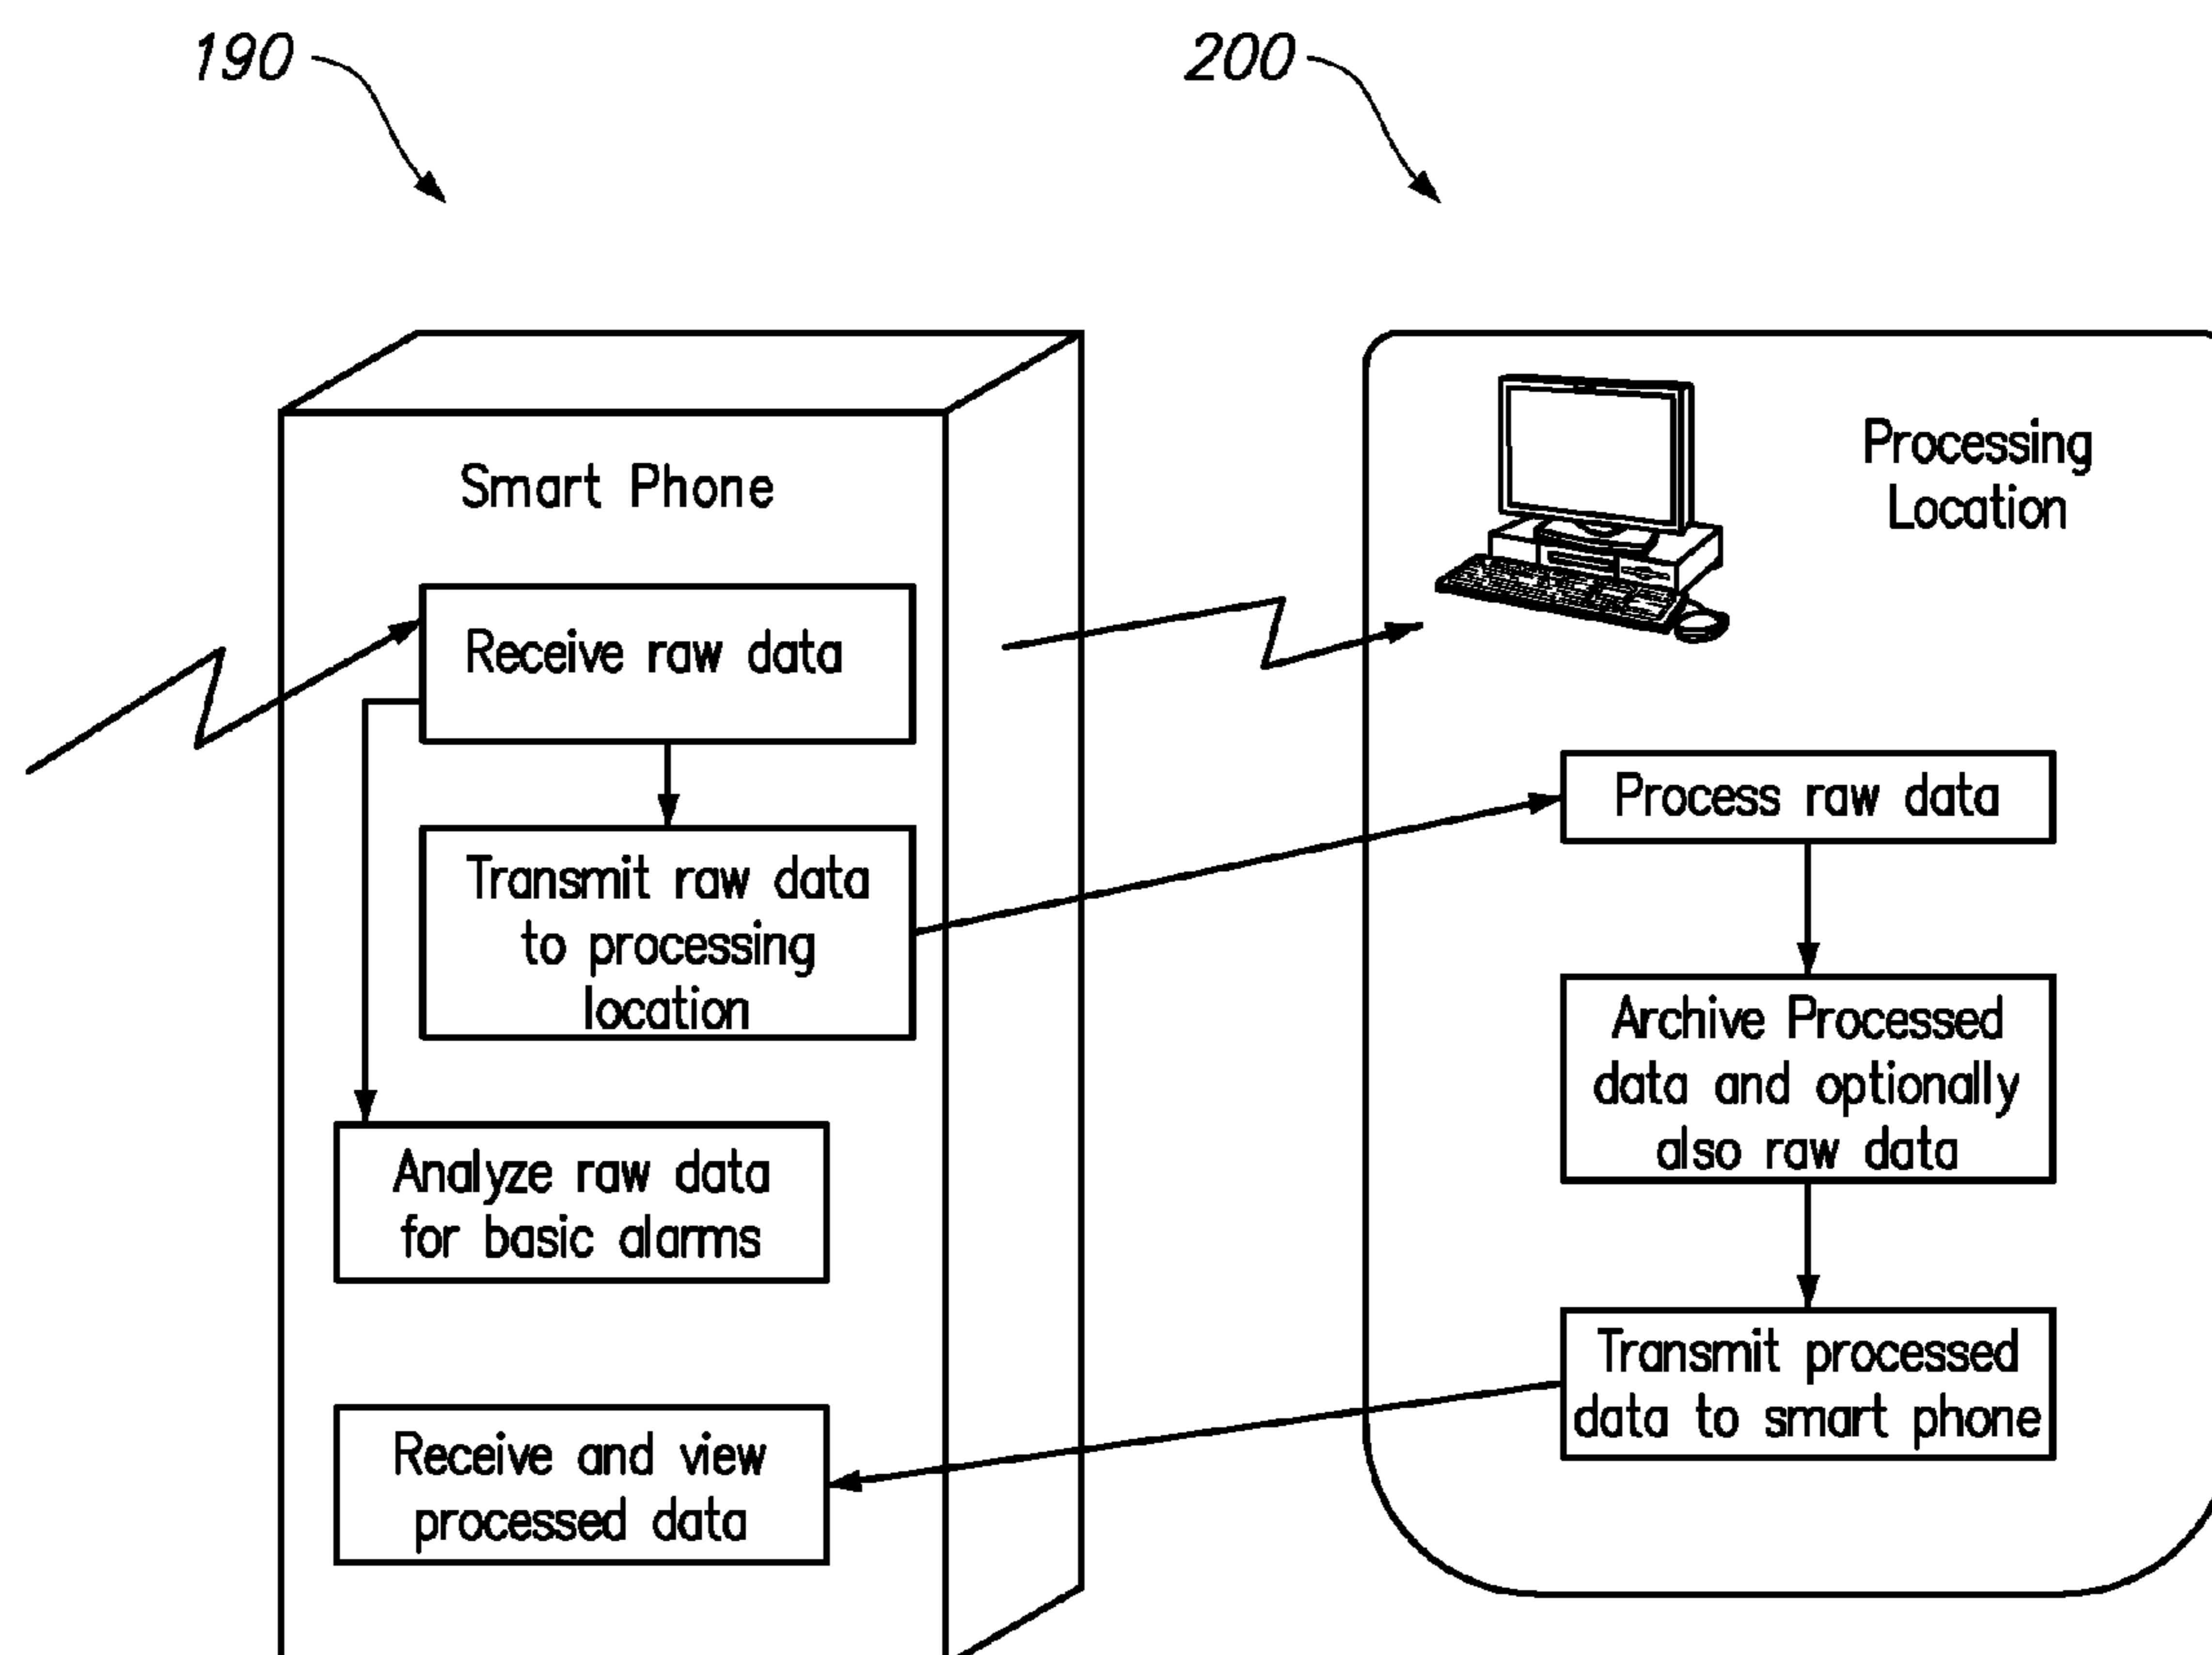 190
200
Smart Phone
Receive raw data
Transmit raw data
to processing
location
Analyze raw data
for basic alarms
Receive and view
processed data
Processing
Location
Process raw data
Archive Processed
data and optionally
also raw data
Transmit processed
data to smart phone